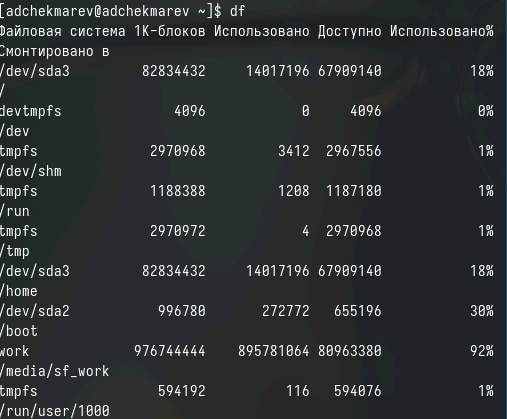 [adchekmarev@adchekmarev ~]$ df
Файловая система 1K-блоков Использовано Доступно Использовано%
Смонтировано в
/dev/sda3 82834432 14017196 67909140 18%
/
devtmpfs 4096 0 4096 0%
/dev
tmpfs 2970968 3412 2967556 1%
/dev/shm
tmpfs 1188388 1208 1187180 1%
/run
tmpfs 2970972 4 2970968 1%
/tmp
/dev/sda3 82834432 14017196 67909140 18%
/home
/dev/sda2 996780 272772 655196 30%
/boot
work 976744444 895781064 80963380 92%
/media/sf_work
tmpfs 594192 116 594076 1%
/run/user/1000